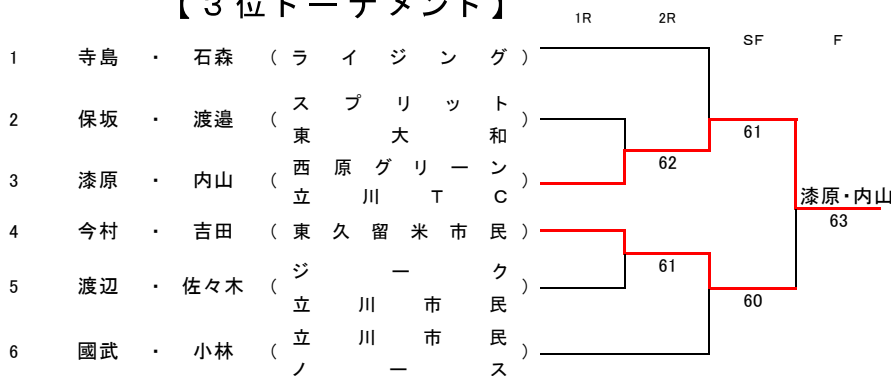 【３位トーナメント】
1R 2R
SF F
1 寺島 ・ 石森 （ ラ イ ジ ン グ ）
2 保坂 ・ 渡邉 （ ス プ リ ッ ト
東 大 和 ）
61
62
3 漆原 ・ 内山 （ 西 原 グ リ ー ン
立 川 Ｔ Ｃ ）
漆原・内山
63
4 今村 ・ 吉田 （ 東 久 留 米 市 民 ）
61
5 渡辺 ・ 佐々木 （ ジ ー ク
立 川 市 民 ）
60
6 國武 ・ 小林 （ 立 川 市 民
ノ ー ス ）